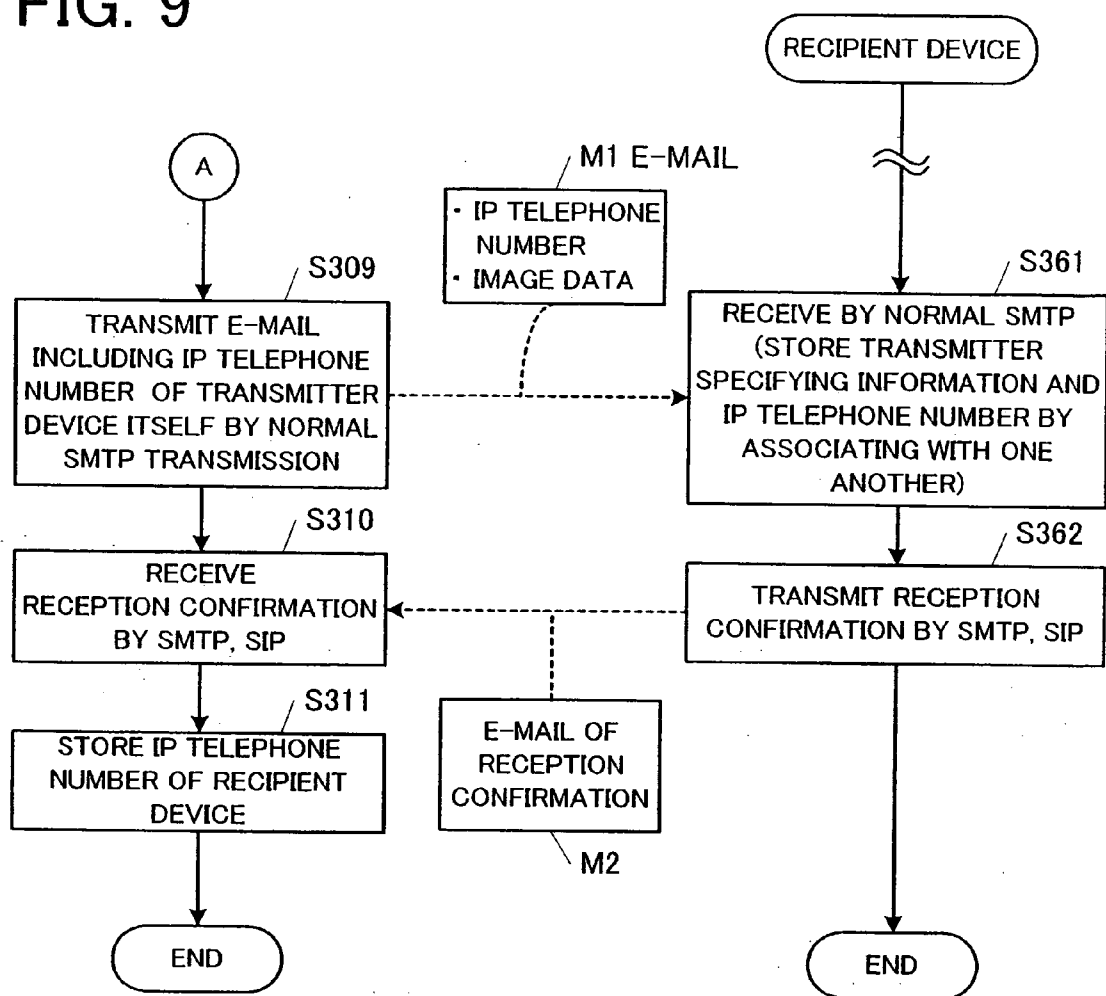 FIG. 9
RECIPIENT DEVICE
A
M1 E-MAIL
· IP TELEPHONE
NUMBER
· IMAGE DATA
S309
TRANSMIT E-MAIL
INCLUDING IP TELEPHONE
NUMBER OF TRANSMITTER
DEVICE ITSELF BY NORMAL
SMTP TRANSMISSION
S361
RECEIVE BY NORMAL SMTP
(STORE TRANSMITTER
SPECIFYING INFORMATION AND
IP TELEPHONE NUMBER BY
ASSOCIATING WITH ONE
ANOTHER)
S310
RECEIVE
RECEPTION CONFIRMATION
BY SMTP, SIP
S362
TRANSMIT RECEPTION
CONFIRMATION BY SMTP, SIP
S311
STORE IP TELEPHONE
NUMBER OF RECIPIENT
DEVICE
E-MAIL OF
RECEPTION
CONFIRMATION
M2
END
END